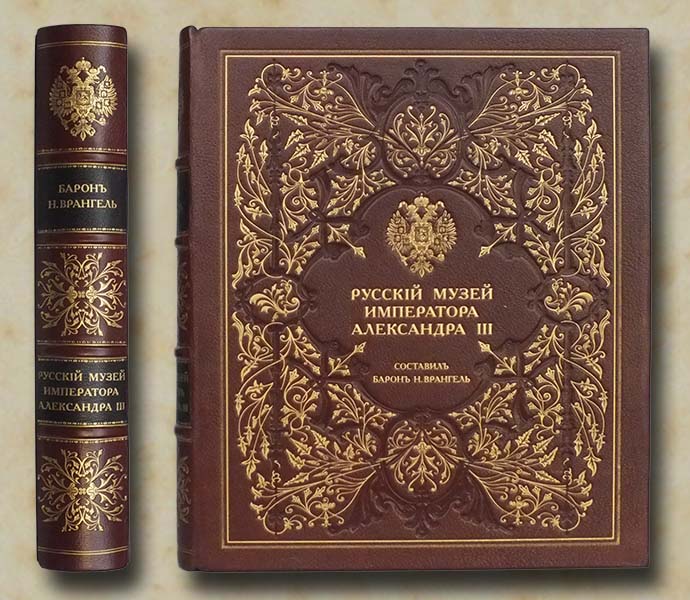 БАРОНЪ
Н. ВРАНГЕЛЬ
РУССКІЙ МУЗЕЙ
ИМПЕРАТОРА
АЛЕКСАНДРА III
РУССКІЙ МУЗЕЙ
ИМПЕРАТОРА
АЛЕКСАНДРА III
СОСТАВИЛЪ
БАРОНЪ Н. ВРАНГЕЛЬ